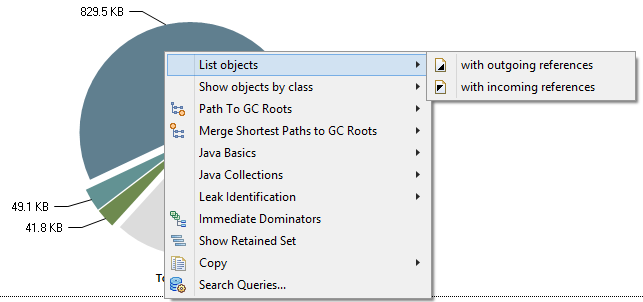 829.5 KB
List objects
with outgoing references
Show objects by class
with incoming references
Path To GC Roots
Merge Shortest Paths to GC Roots
Java Basics
Java Collections
Leak Identification
49.1 KB
Immediate Dominators
41.8 KB
Show Retained Set
Copy
To
Search Queries...